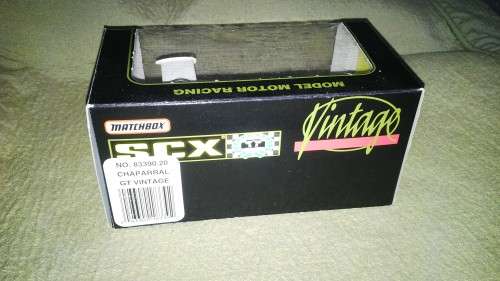 MODEL MOTOR RACING
MATCHBOX
SCX
Vintage
NO. 83390.20
CHAPARRAL
GT VINTAGE